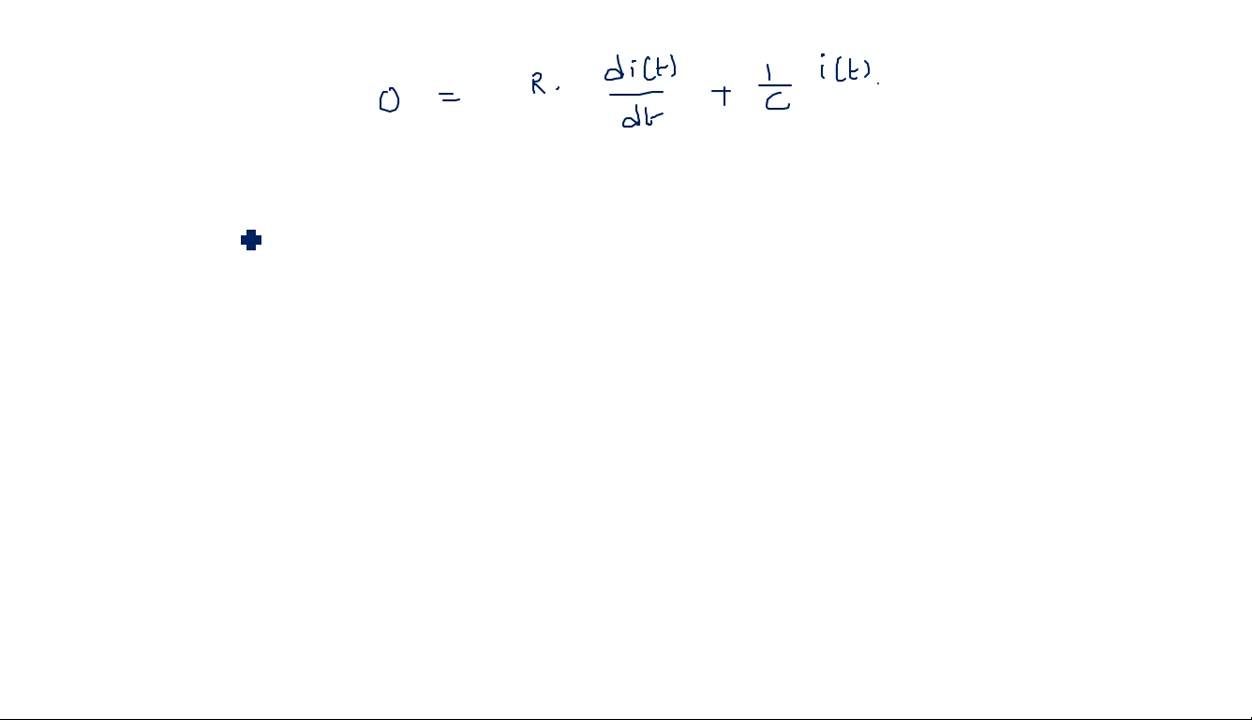 0 = R. di(t)/dt + 1/C i(t).